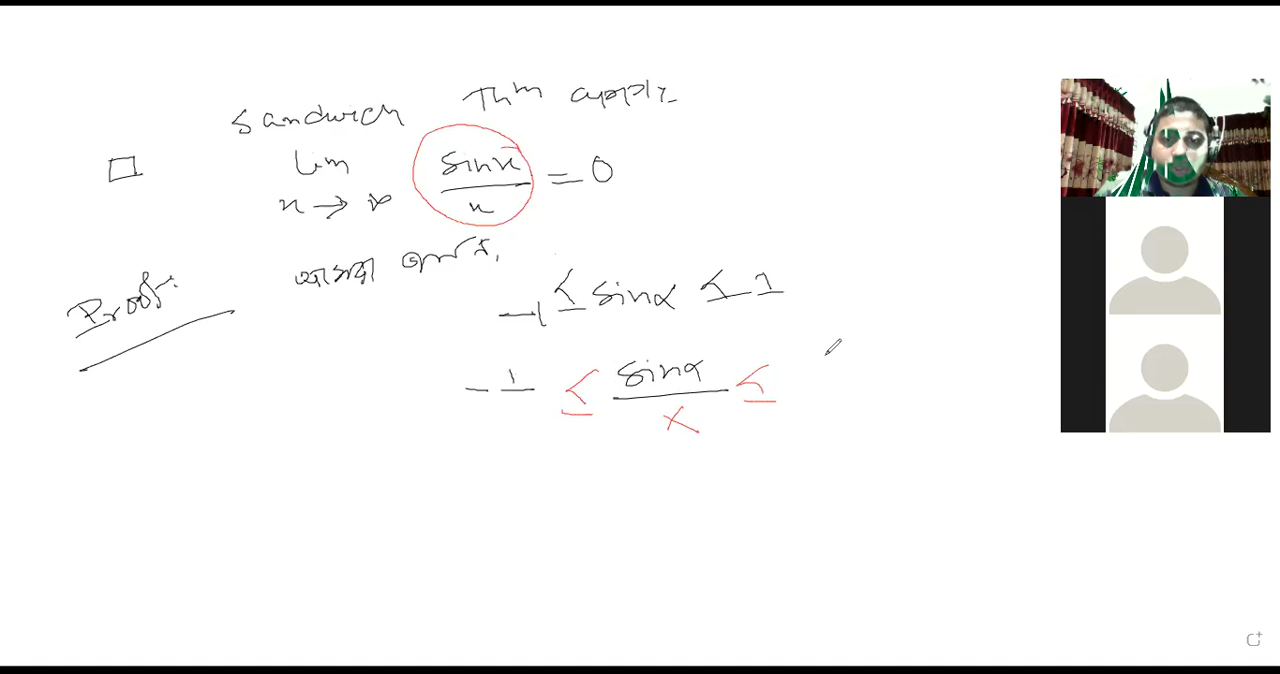 Sandwich Thm apply
lim sinx/x = 0
x → ∞
Proof: আমরা জানি,
-1 ≤ sinx ≤ 1
-1 ≤ sinx/x ≤